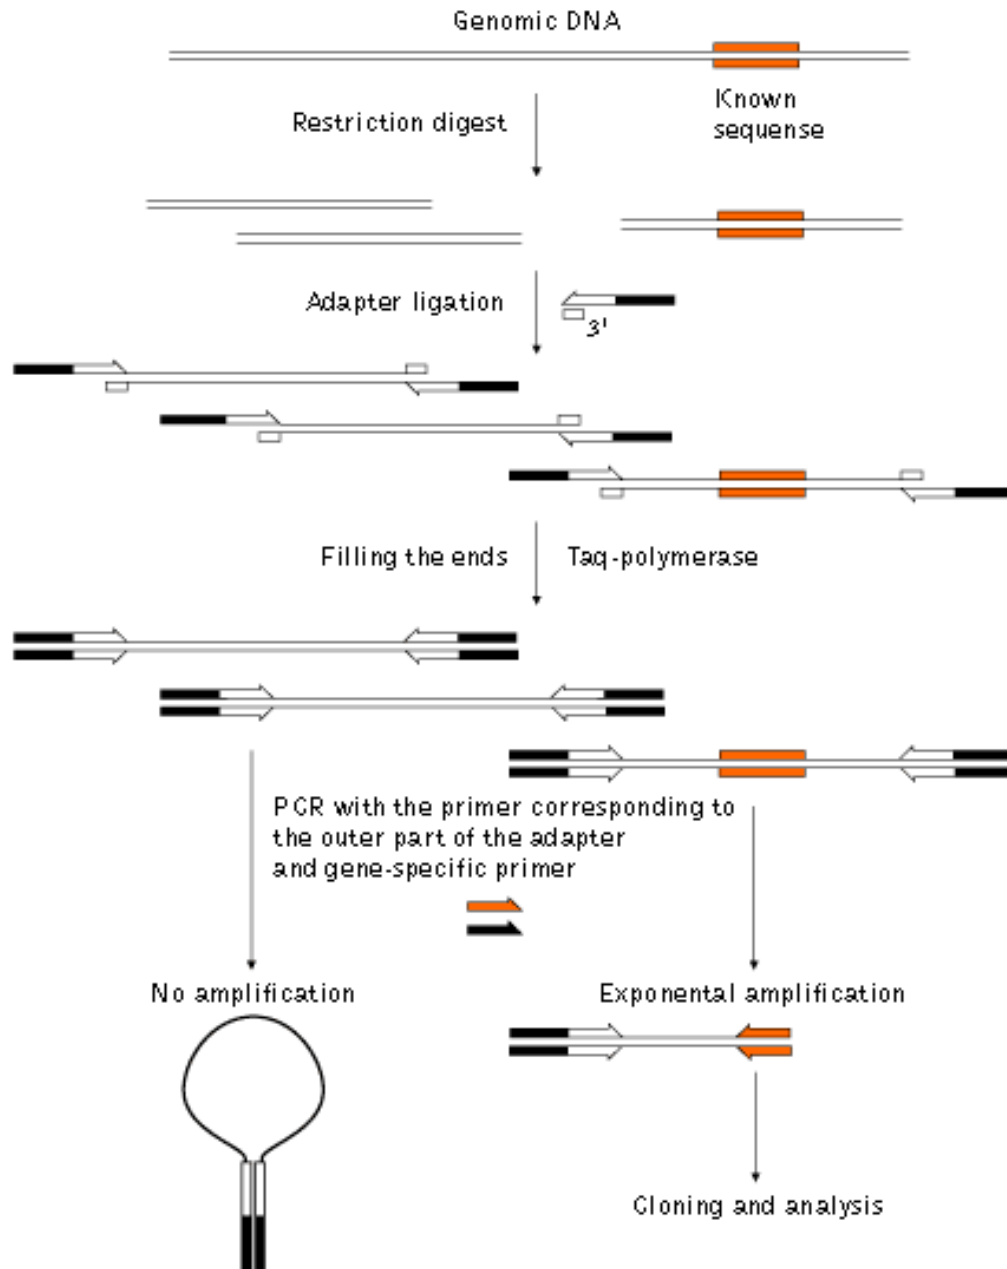 Genomic DNA
Known
sequense
Restriction digest
Adapter ligation
3'
Filling the ends
Taq-polymerase
PCR with the primer corresponding to
the outer part of the adapter
and gene-specific primer
No amplification
Exponental amplification
Cloning and analysis